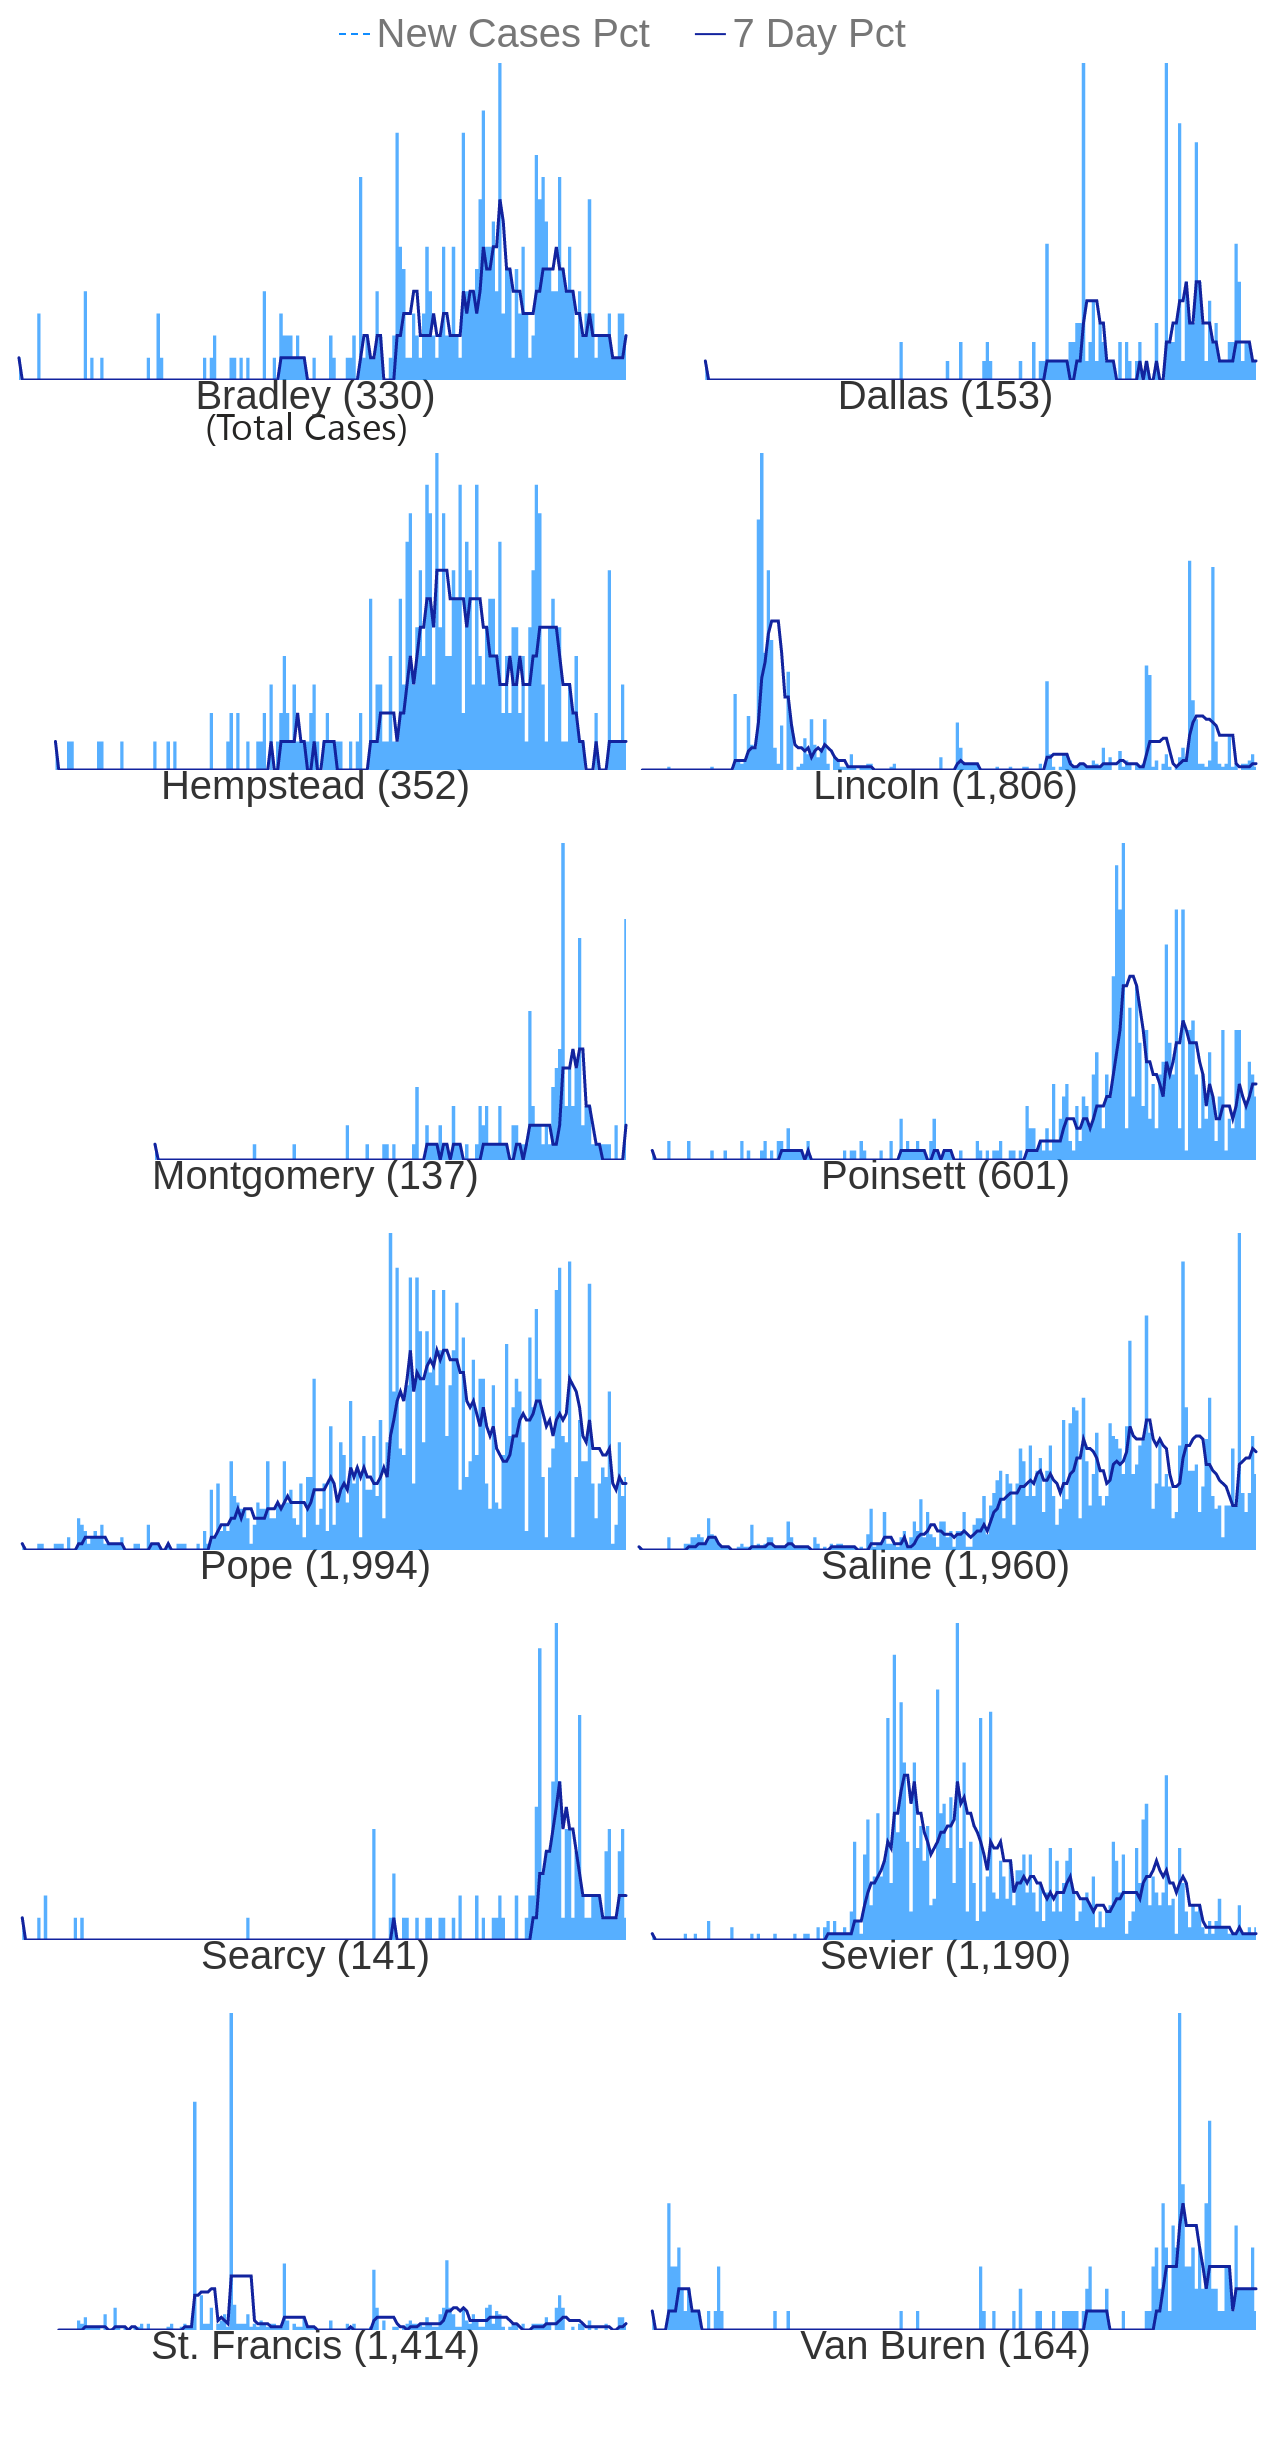 New Cases Pct 7 Day Pct
Bradley (330) Dallas (153)
(Total Cases)
Hempstead (352) Lincoln (1,806)
Montgomery (137) Poinsett (601)
Pope (1,994) Saline (1,960)
Searcy (141) Sevier (1,190)
St. Francis (1,414) Van Buren (164)